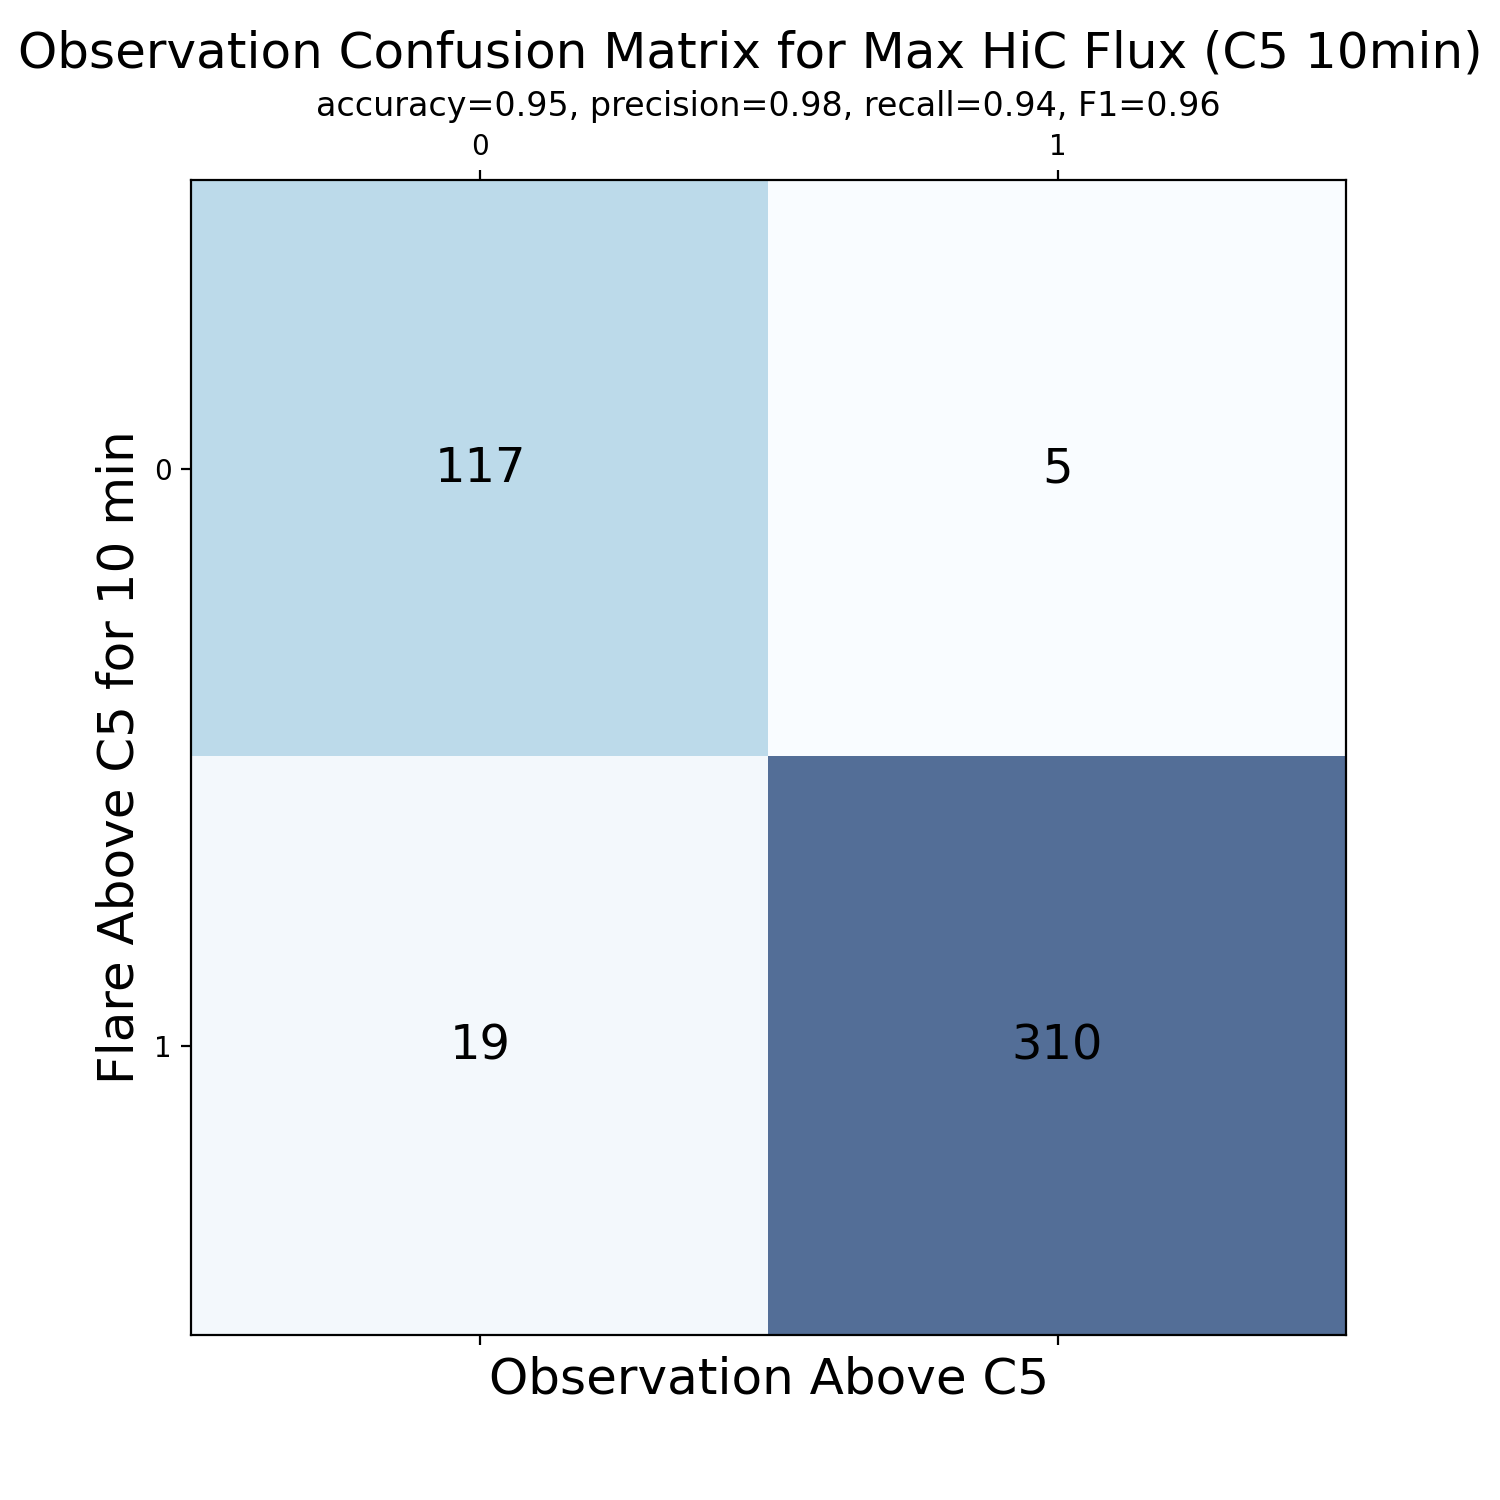 Observation Confusion Matrix for Max HiC Flux (C5 10min)
accuracy=0.95, precision=0.98, recall=0.94, F1=0.96
0 1
Flare Above C5 for 10 min
0 117 5
1 19 310
Observation Above C5